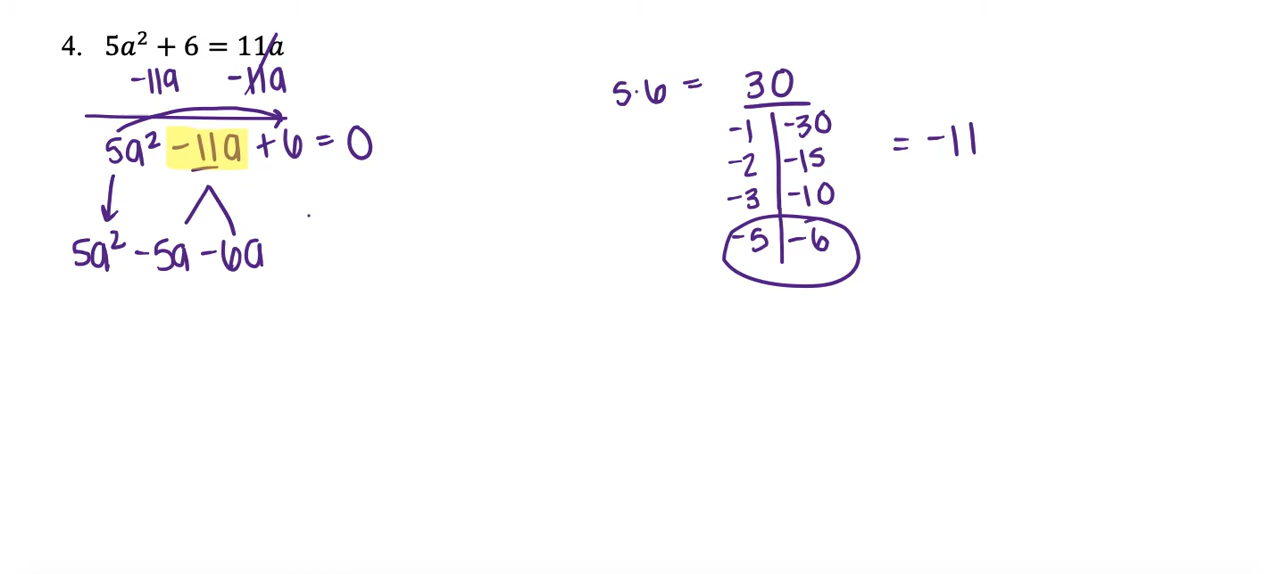 4. 5a² + 6 = 11a
-11a -11a
5a² -11a + 6 = 0
5a² -5a -6a
5·6 = 30
-1 | -30
-2 | -15 = -11
-3 | -10
-5 | -6